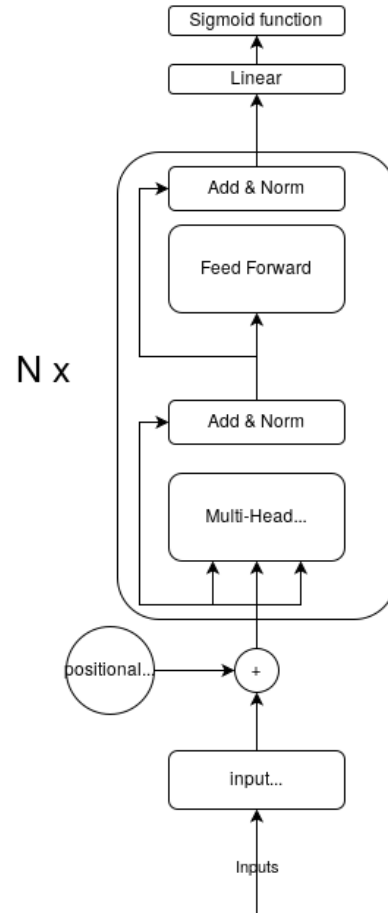 Sigmoid function
Linear
Add & Norm
Feed Forward
N x
Add & Norm
Multi-Head...
positional...
+
input...
Inputs